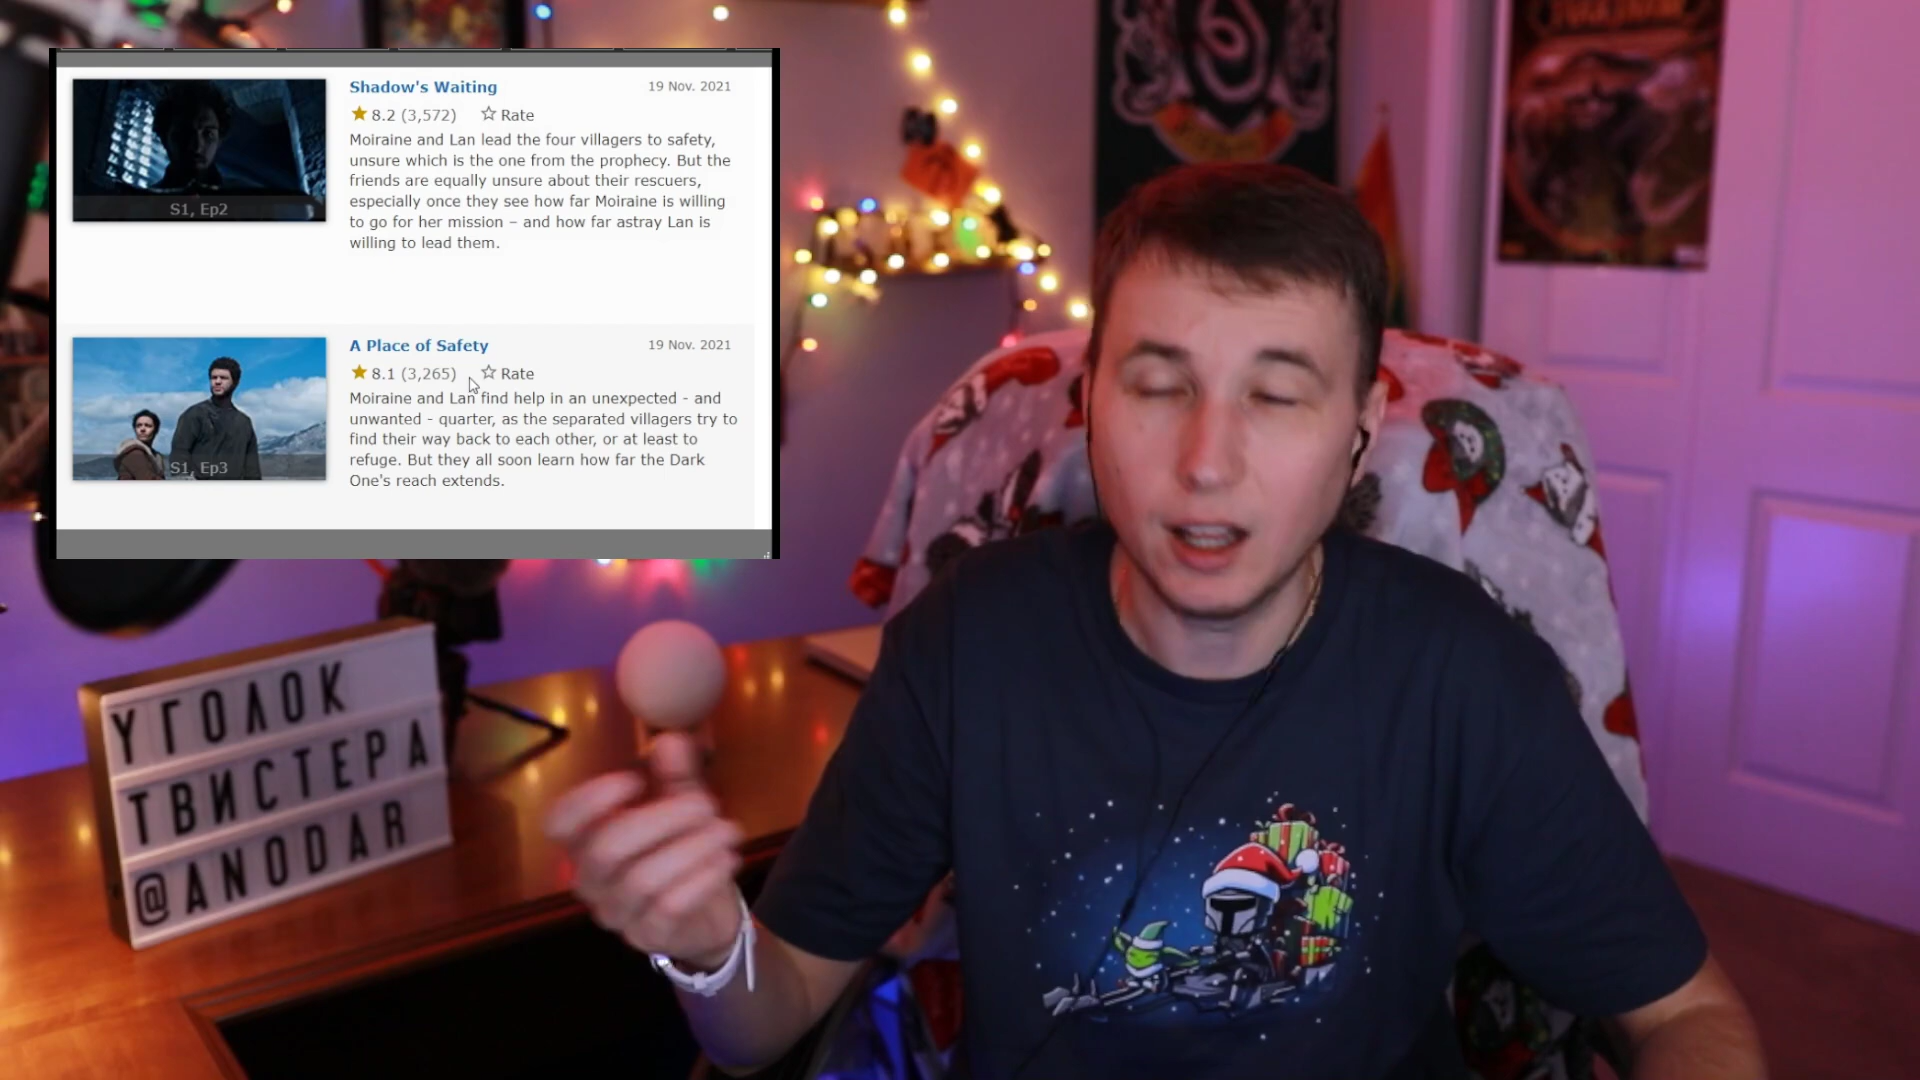 Shadow's Waiting
19 Nov. 2021
8.2 (3,572) Rate
Moiraine and Lan lead the four villagers to safety,
unsure which is the one from the prophecy. But the
friends are equally unsure about their rescuers,
especially once they see how far Moiraine is willing
to go for her mission – and how far astray Lan is
willing to lead them.
S1, Ep2
A Place of Safety
19 Nov. 2021
8.1 (3,265) Rate
Moiraine and Lan find help in an unexpected - and
unwanted - quarter, as the separated villagers try to
find their way back to each other, or at least to
refuge. But they all soon learn how far the Dark
One's reach extends.
S1, Ep3
УГОЛОК
ТВИСТЕРА
@ANODAR